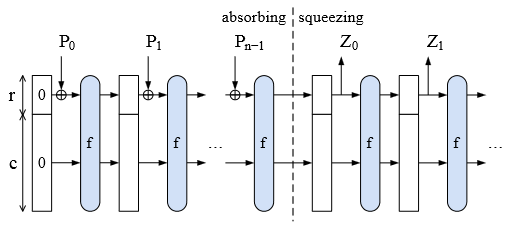 absorbing squeezing
P0 P1 Pn−1 Z0 Z1
r 0
c 0 f f ... f f f ...